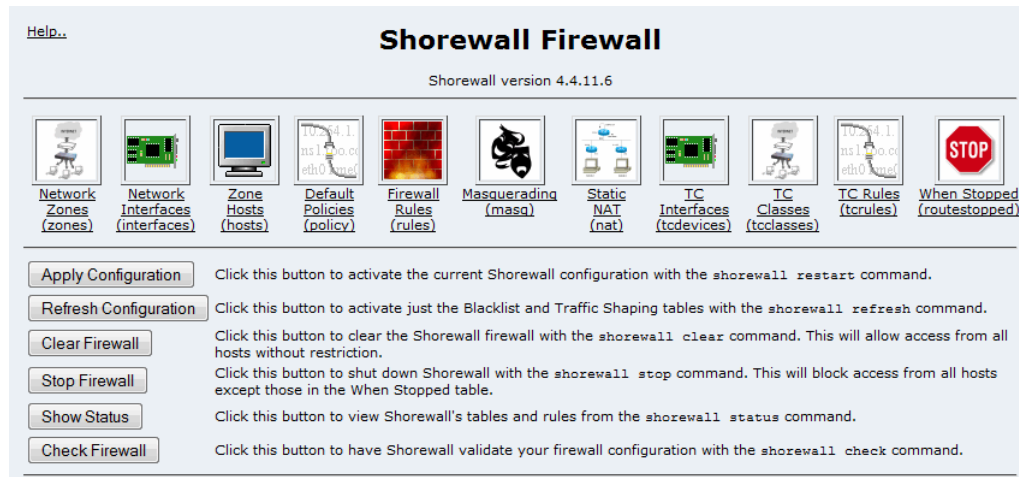 Help..
Shorewall Firewall
Shorewall version 4.4.11.6
INTERNET
10.254.1.
eth0
STOP
Network Zones (zones)
Network Interfaces (interfaces)
Zone Hosts (hosts)
Default Policies (policy)
Firewall Rules (rules)
Masquerading (masq)
Static NAT (nat)
TC Interfaces (tcdevices)
TC Classes (tcclasses)
TC Rules (tcrules)
When Stopped (routestopped)
Apply Configuration
Click this button to activate the current Shorewall configuration with the shorewall restart command.
Refresh Configuration
Click this button to activate just the Blacklist and Traffic Shaping tables with the shorewall refresh command.
Clear Firewall
Click this button to clear the Shorewall firewall with the shorewall clear command. This will allow access from all
hosts without restriction.
Stop Firewall
Click this button to shut down Shorewall with the shorewall stop command. This will block access from all hosts
except those in the When Stopped table.
Show Status
Click this button to view Shorewall's tables and rules from the shorewall status command.
Check Firewall
Click this button to have Shorewall validate your firewall configuration with the shorewall check command.